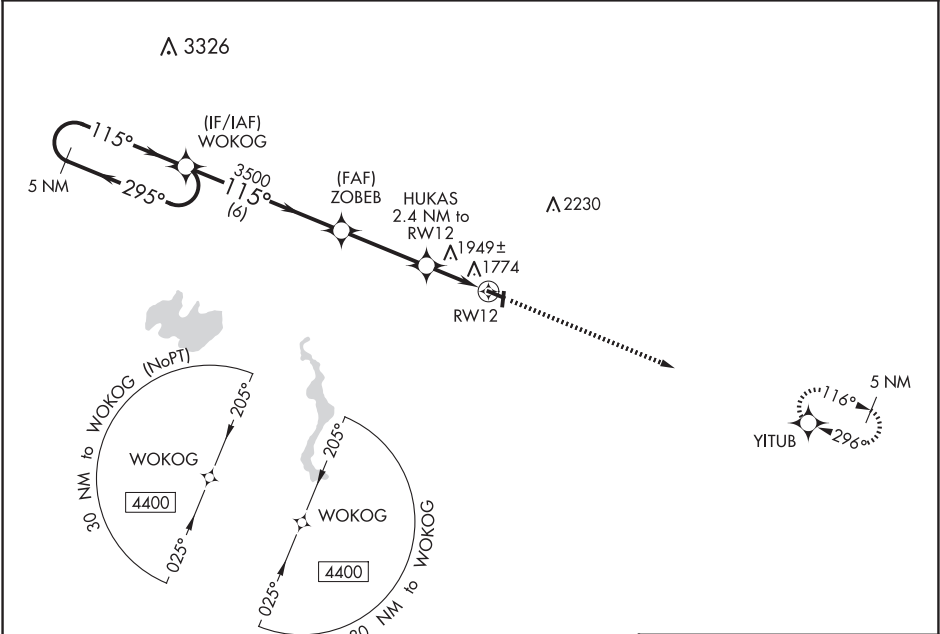 3326
(IF/IAF)
WOKOG
115°
5 NM
295°
3500
115°
(6)
(FAF)
ZOBEB
HUKAS
2.4 NM to
RW12
2230
1949±
1774
RW12
5 NM
116°
296°
YITUB
30 NM to WOKOG (NoPT)
205°
WOKOG
4400
025°
205°
WOKOG
4400
025°
30 NM to WOKOG